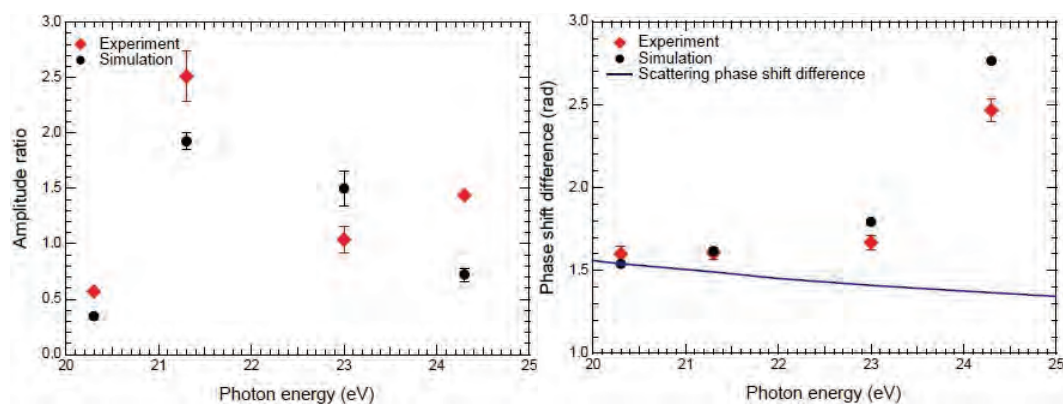 3.0
2.5
2.0
1.5
1.0
0.5
0.0
Amplitude ratio
Experiment
Simulation
20 21 22 23 24 25
Photon energy (eV)
3.0
2.5
2.0
1.5
1.0
Phase shift difference (rad)
Experiment
Simulation
Scattering phase shift difference
20 21 22 23 24 25
Photon energy (eV)